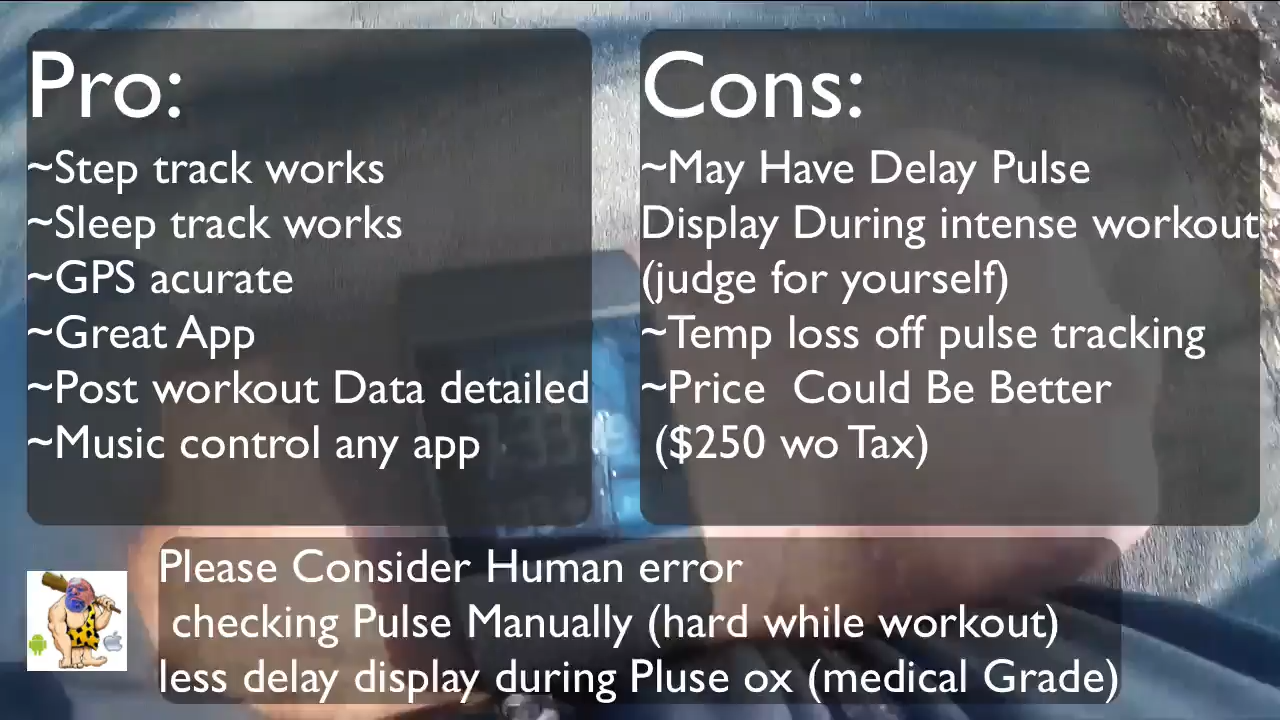 Pro:
~Step track works
~Sleep track works
~GPS acurate
~Great App
~Post workout Data detailed
~Music control any app
Cons:
~May Have Delay Pulse
Display During intense workout
(judge for yourself)
~Temp loss off pulse tracking
~Price Could Be Better
($250 wo Tax)
Please Consider Human error
checking Pulse Manually (hard while workout)
less delay display during Pluse ox (medical Grade)